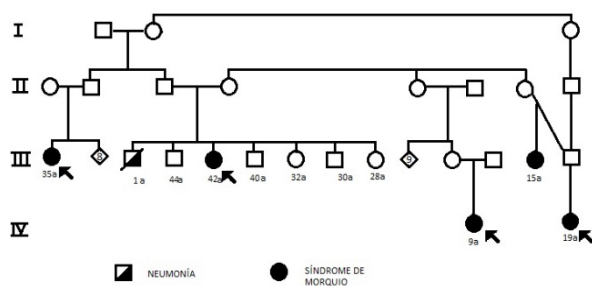 I
II
8
9
III
35a 1a 44a 42a 40a 32a 30a 28a 15a
IV
9a 19a
NEUMONÍA
SÍNDROME DE
MORQUIO